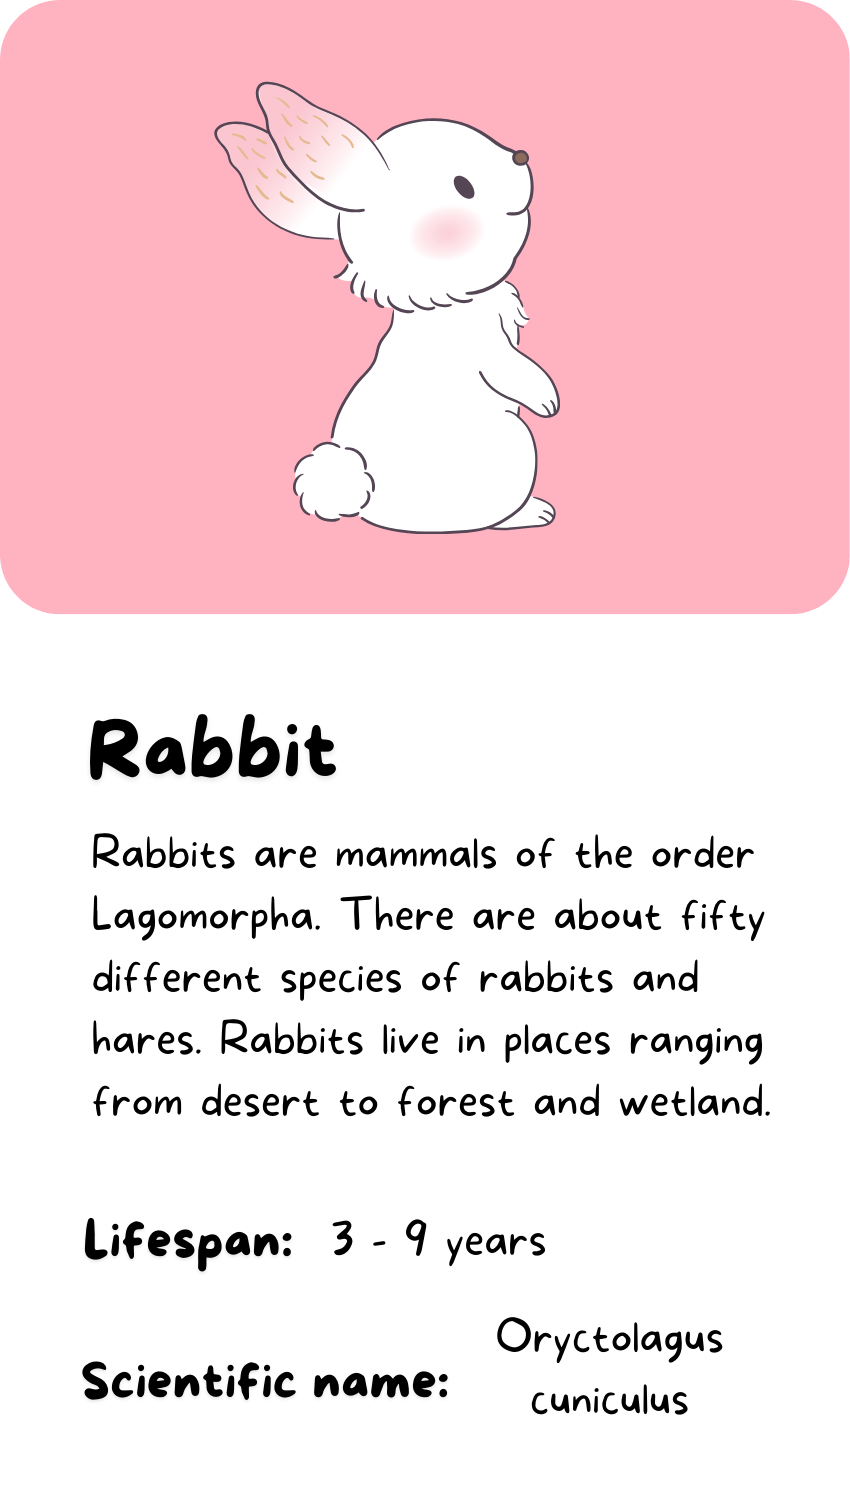 Rabbit
Rabbits are mammals of the order
Lagomorpha. There are about fifty
different species of rabbits and
hares. Rabbits live in places ranging
from desert to forest and wetland.
Lifespan: 3 - 9 years
Scientific name: Oryctolagus
cuniculus